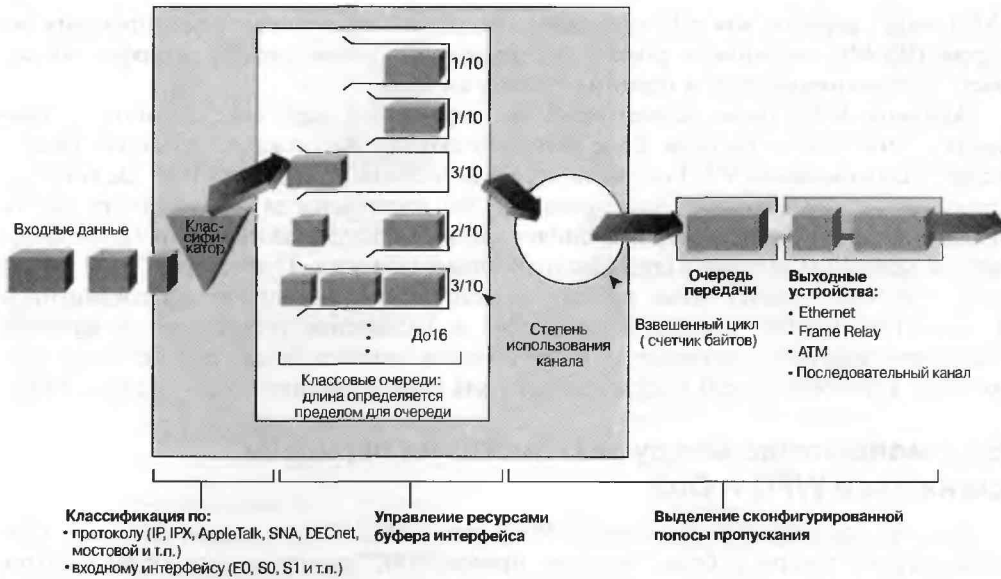 1/10
1/10
3/10
2/10
3/10
Входные данные
Клас-
сифи-
катор
До16
Классовые очереди:
длина определяется
пределом для очереди
Степень
использования
канала
Взвешенный цикл
( счетчик байтов)
Очередь
передачи
Выходные
устройства:
• Ethernet
• Frame Relay
• ATM
• Последовательный канал
Классификация по:
• протоколу (IP, IPX, AppleTalk, SNA, DECnet,
мостовой и т.п.)
• входному интерфейсу (E0, S0, S1 и т.п.)
Управление ресурсами
буфера интерфейса
Выделение сконфигурированной
попосы пропускания